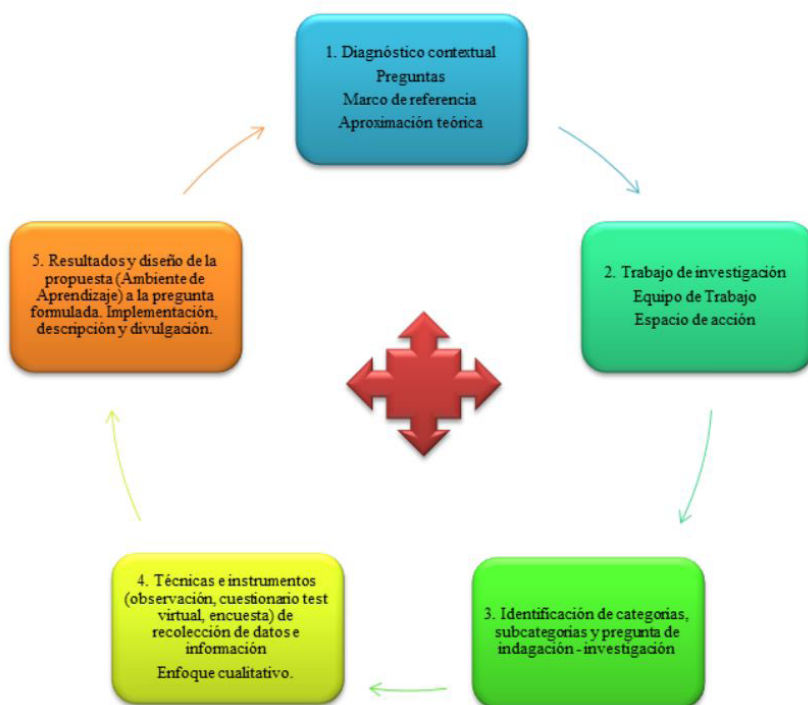 1. Diagnóstico contextual
Preguntas
Marco de referencia
Aproximación teórica
2. Trabajo de investigación
Equipo de Trabajo
Espacio de acción
3. Identificación de categorías,
subcategorías y pregunta de
indagación - investigación
4. Técnicas e instrumentos
(observación, cuestionario test
virtual, encuesta) de
recolección de datos e
información
Enfoque cualitativo.
5. Resultados y diseño de la
propuesta (Ambiente de
Aprendizaje) a la pregunta
formulada. Implementación,
descripción y divulgación.